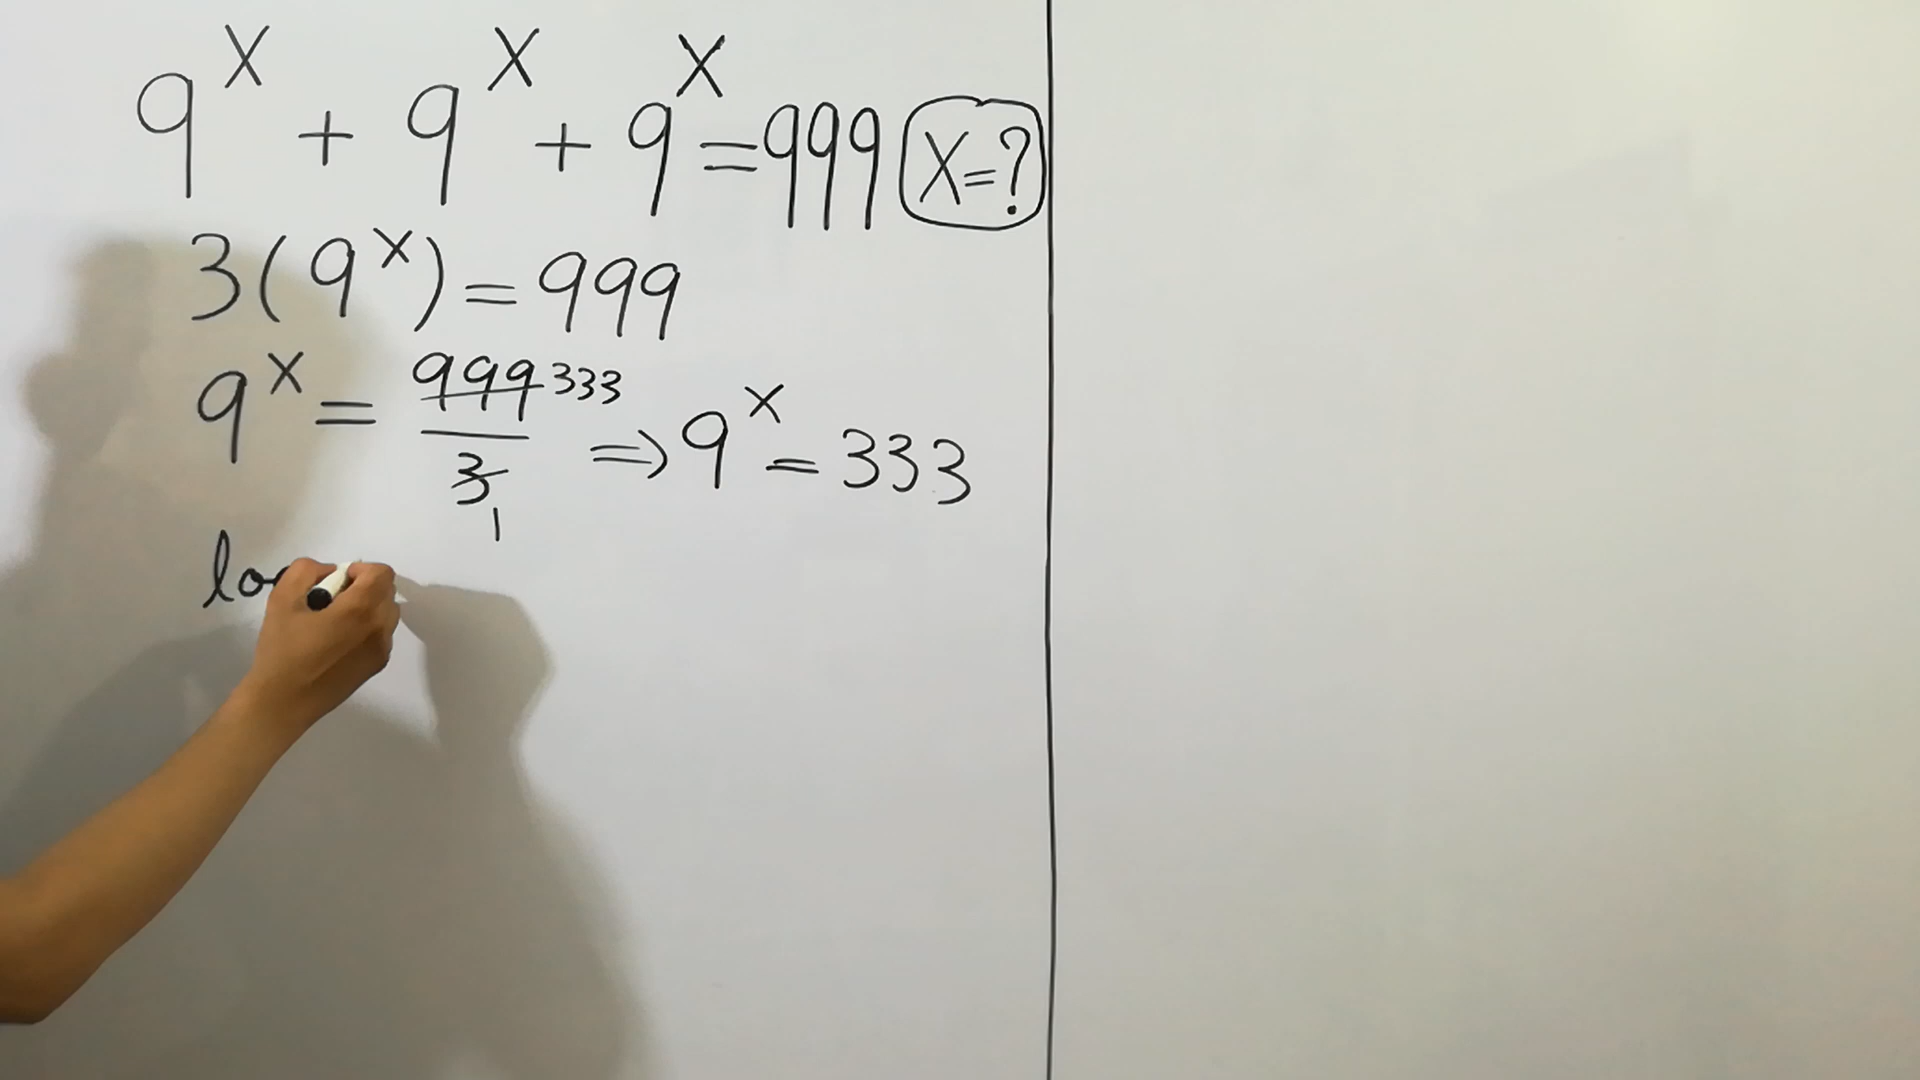 9^x + 9^x + 9^x = 999 x=?
3(9^x) = 999
9^x = 999/3 333 1 ⇒ 9^x = 333
lo